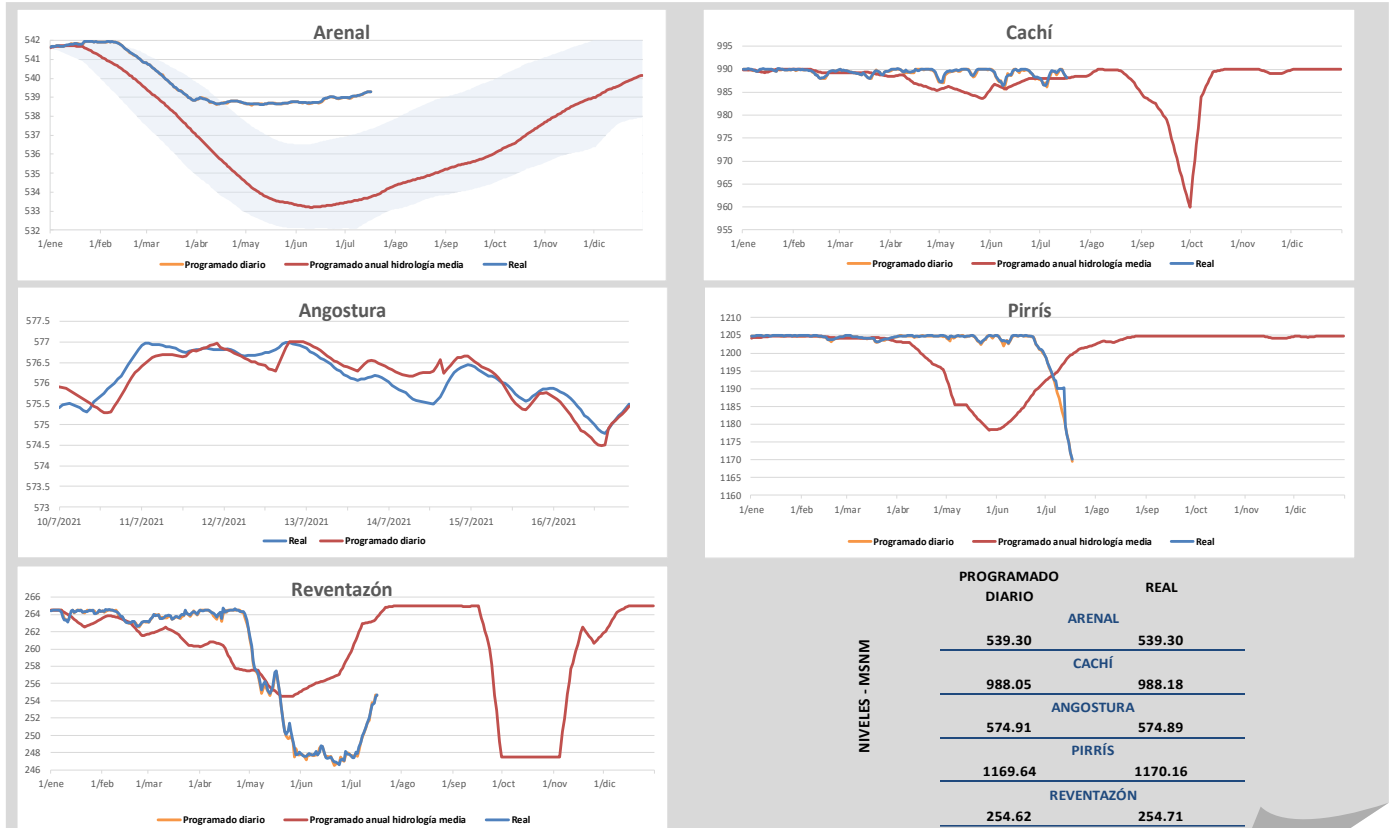 Arenal
542
541
540
539
538
537
536
535
534
533
532
1/ene 1/feb 1/mar 1/abr 1/may 1/jun 1/jul 1/ago 1/sep 1/oct 1/nov 1/dic
Programado diario Programado anual hidrología media Real
Cachí
995
990
985
980
975
970
965
960
955
1/ene 1/feb 1/mar 1/abr 1/may 1/jun 1/jul 1/ago 1/sep 1/oct 1/nov 1/dic
Programado diario Programado anual hidrología media Real
Angostura
577.5
577
576.5
576
575.5
575
574.5
574
573.5
573
10/7/2021 11/7/2021 12/7/2021 13/7/2021 14/7/2021 15/7/2021 16/7/2021
Real Programado diario
Pirrís
1210
1205
1200
1195
1190
1185
1180
1175
1170
1165
1160
1/ene 1/feb 1/mar 1/abr 1/may 1/jun 1/jul 1/ago 1/sep 1/oct 1/nov 1/dic
Programado diario Programado anual hidrología media Real
Reventazón
266
264
262
260
258
256
254
252
250
248
246
1/ene 1/feb 1/mar 1/abr 1/may 1/jun 1/jul 1/ago 1/sep 1/oct 1/nov 1/dic
Programado diario Programado anual hidrología media Real
NIVELES - MSNM
PROGRAMADO
DIARIO
REAL
ARENAL
539.30 539.30
CACHÍ
988.05 988.18
ANGOSTURA
574.91 574.89
PIRRÍS
1169.64 1170.16
REVENTAZÓN
254.62 254.71